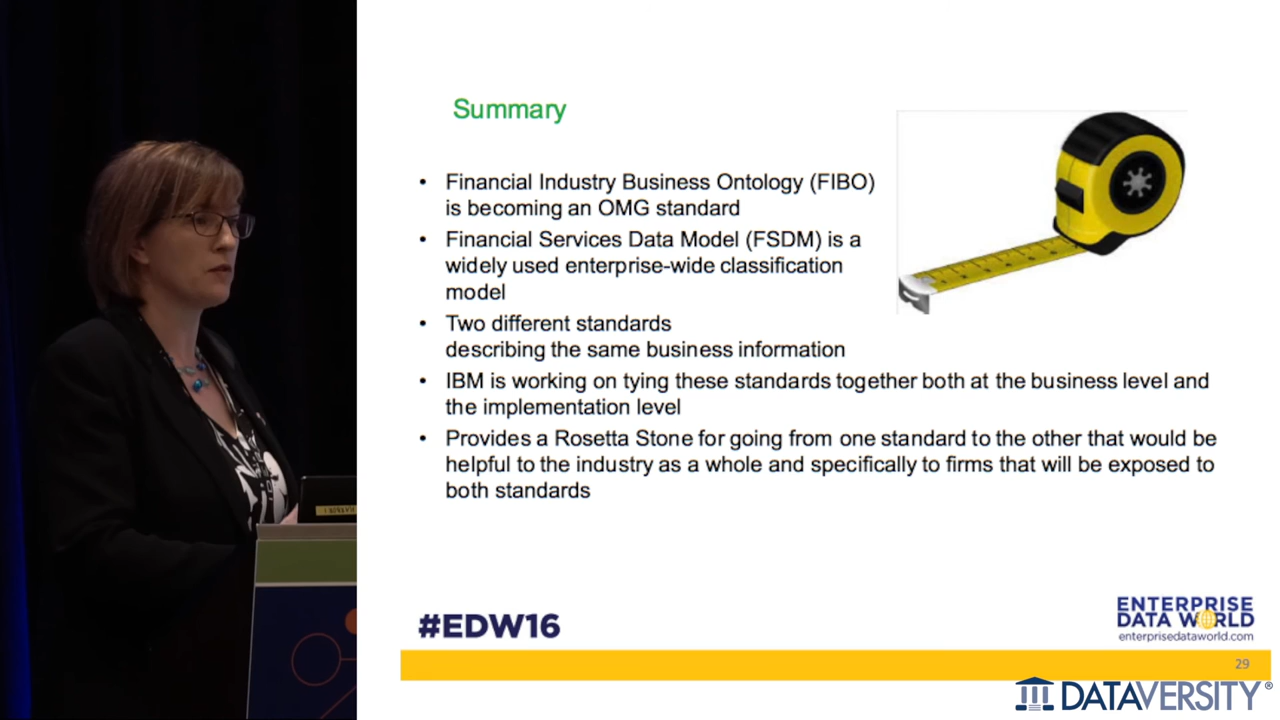 Summary
• Financial Industry Business Ontology (FIBO)
is becoming an OMG standard
• Financial Services Data Model (FSDM) is a
widely used enterprise-wide classification
model
• Two different standards
describing the same business information
• IBM is working on tying these standards together both at the business level and
the implementation level
• Provides a Rosetta Stone for going from one standard to the other that would be
helpful to the industry as a whole and specifically to firms that will be exposed to
both standards
#EDW16
ENTERPRISE
DATA WORLD
enterprisedataworld.com
29
DATAVERSITY®